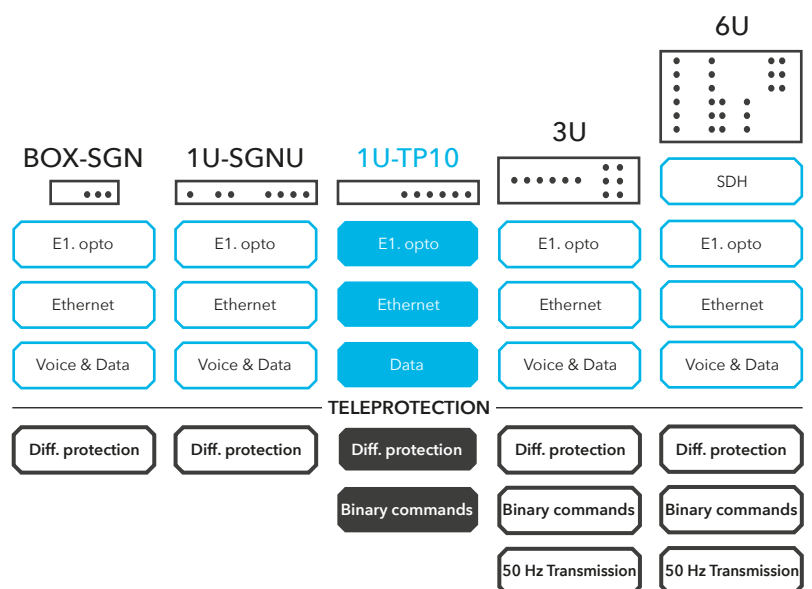 6U
3U
BOX-SGN 1U-SGNU 1U-TP10
SDH
E1. opto E1. opto E1. opto E1. opto E1. opto
Ethernet Ethernet Ethernet Ethernet Ethernet
Voice & Data Voice & Data Data Voice & Data Voice & Data
TELEPROTECTION
Diff. protection Diff. protection Diff. protection Diff. protection Diff. protection
Binary commands Binary commands Binary commands
50 Hz Transmission 50 Hz Transmission